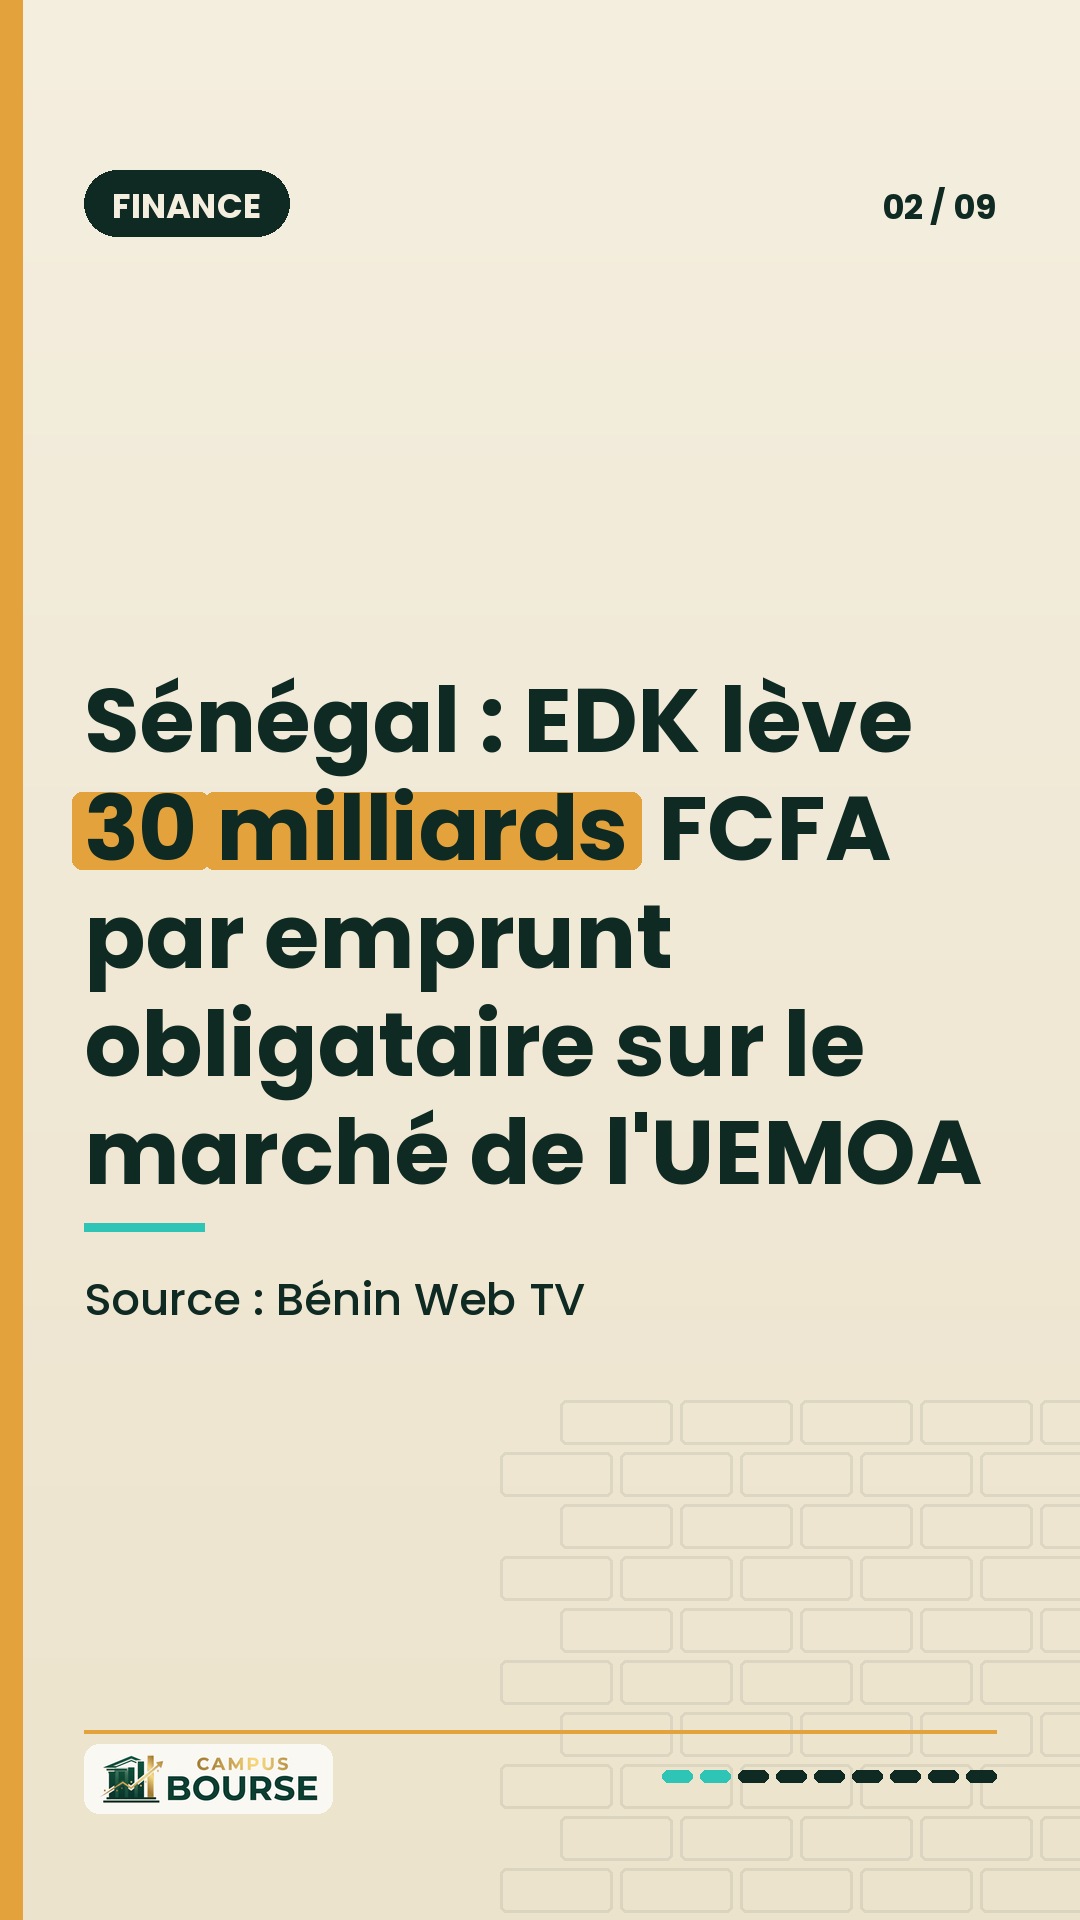 FINANCE
02 / 09
Sénégal : EDK lève
30 milliards FCFA
par emprunt
obligataire sur le
marché de l'UEMOA
Source : Bénin Web TV
CAMPUS
BOURSE